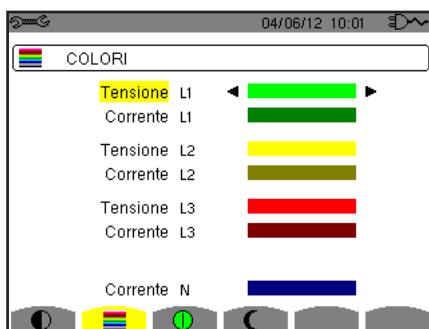 04/06/12 10:01
COLORI
Tensione L1
Corrente L1
Tensione L2
Corrente L2
Tensione L3
Corrente L3
Corrente N